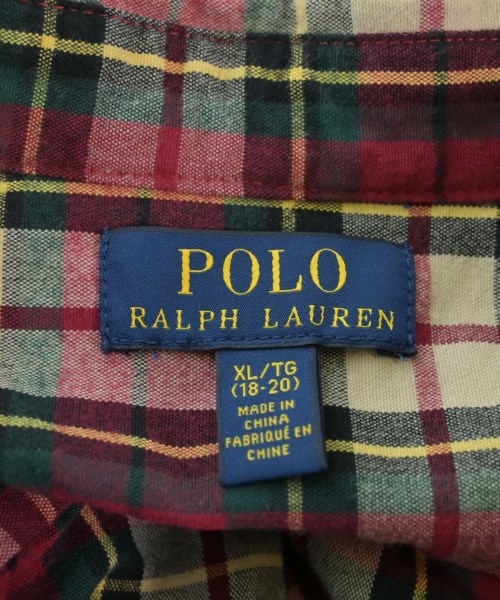 POLO
RALPH LAUREN
XL/TG
(18-20)
MADE IN
CHINA
FABRIQUÉ EN
CHINE